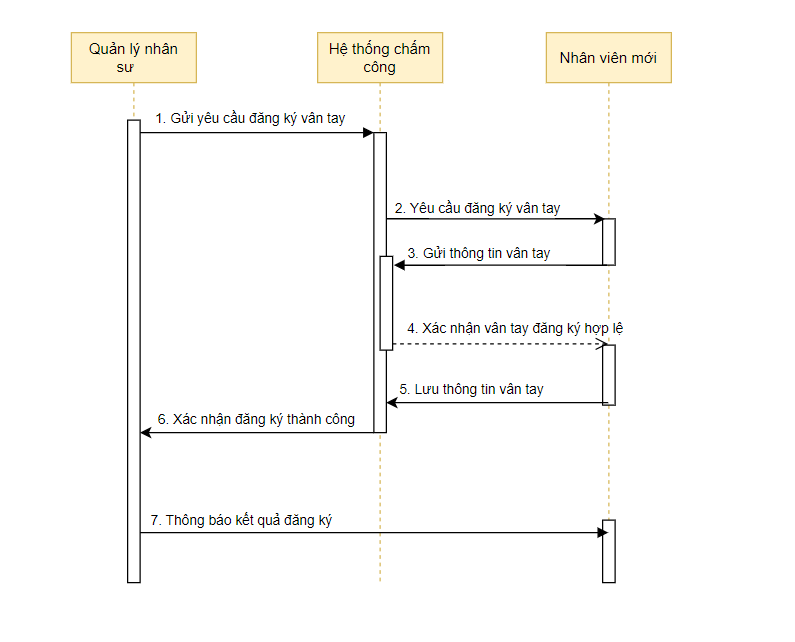 Quản lý nhân
sư
Hệ thống chấm
công
Nhân viên mới
1. Gửi yêu cầu đăng ký vân tay
2. Yêu cầu đăng ký vân tay
3. Gửi thông tin vân tay
4. Xác nhận vân tay đăng ký hợp lệ
5. Lưu thông tin vân tay
6. Xác nhận đăng ký thành công
7. Thông báo kết quả đăng ký